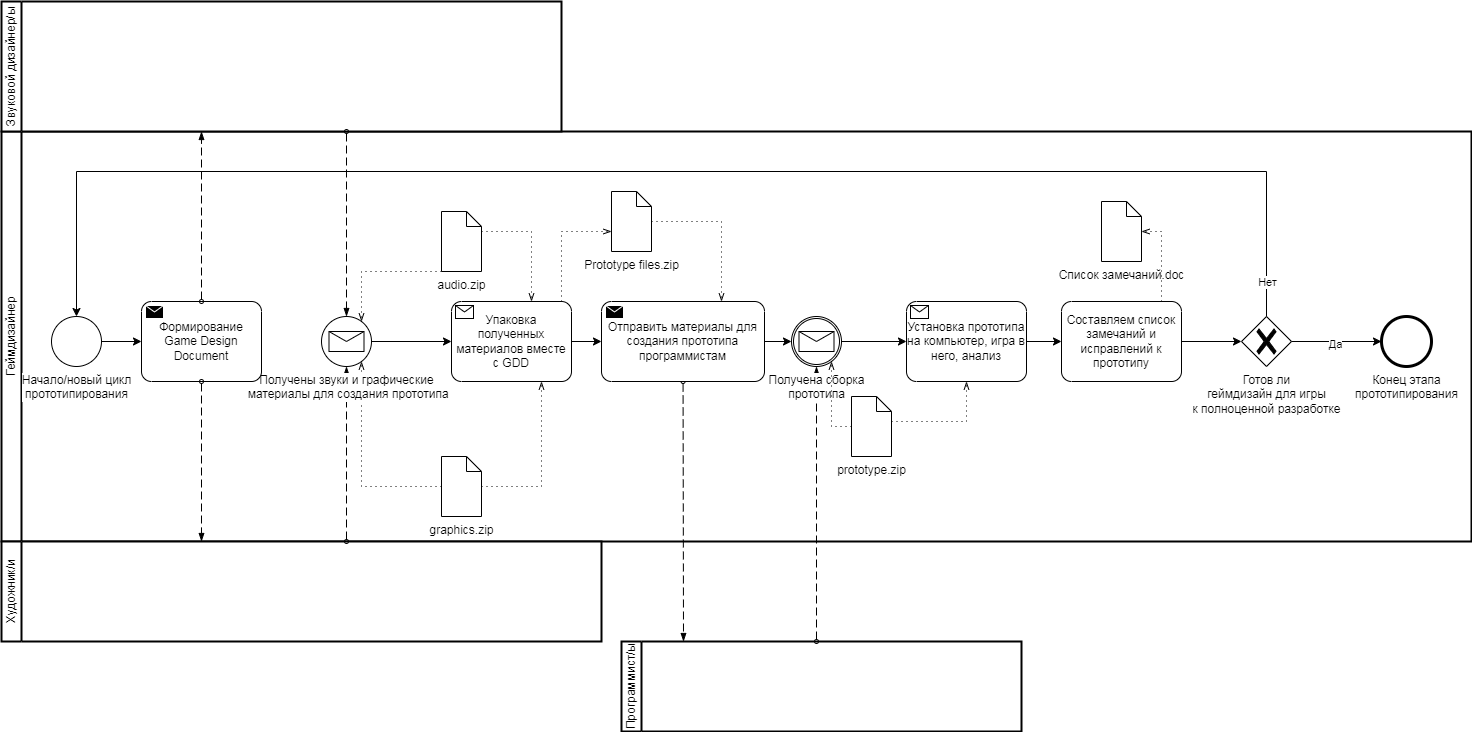 Звуковой дизайнер/ы
Геймдизайнер
Художник/и
Программист/ы
Начало/новый цикл
прототипирования
Формирование
Game Design
Document
Получены звуки и графические
материалы для создания прототипа
audio.zip
graphics.zip
Упаковка
полученных
материалов вместе
с GDD
Prototype files.zip
Отправить материалы для
создания прототипа
программистам
Получена сборка
прототипа
prototype.zip
Установка прототипа
на компьютер, игра в
него, анализ
Список замечаний.doc
Составляем список
замечаний и
исправлений к
прототипу
Нет
Готов ли
геймдизайн для игры
к полноценной разработке
Да
Конец этапа
прототипирования